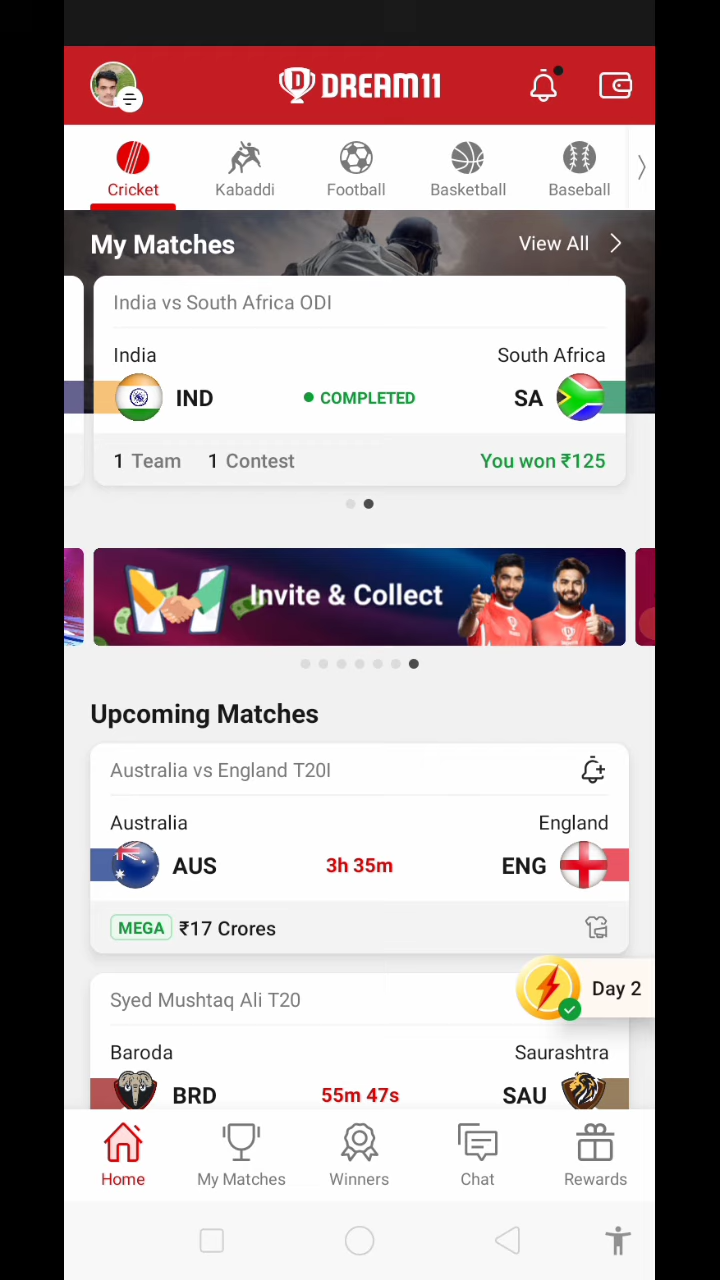 DREAM11
Cricket Kabaddi Football Basketball Baseball
My Matches View All
India vs South Africa ODI
India South Africa
IND COMPLETED SA
1 Team 1 Contest You won ₹125
Invite & Collect
Upcoming Matches
Australia vs England T20I
Australia England
AUS 3h 35m ENG
MEGA ₹17 Crores
Day 2
Syed Mushtaq Ali T20
Baroda Saurashtra
BRD 55m 47s SAU
Home My Matches Winners Chat Rewards